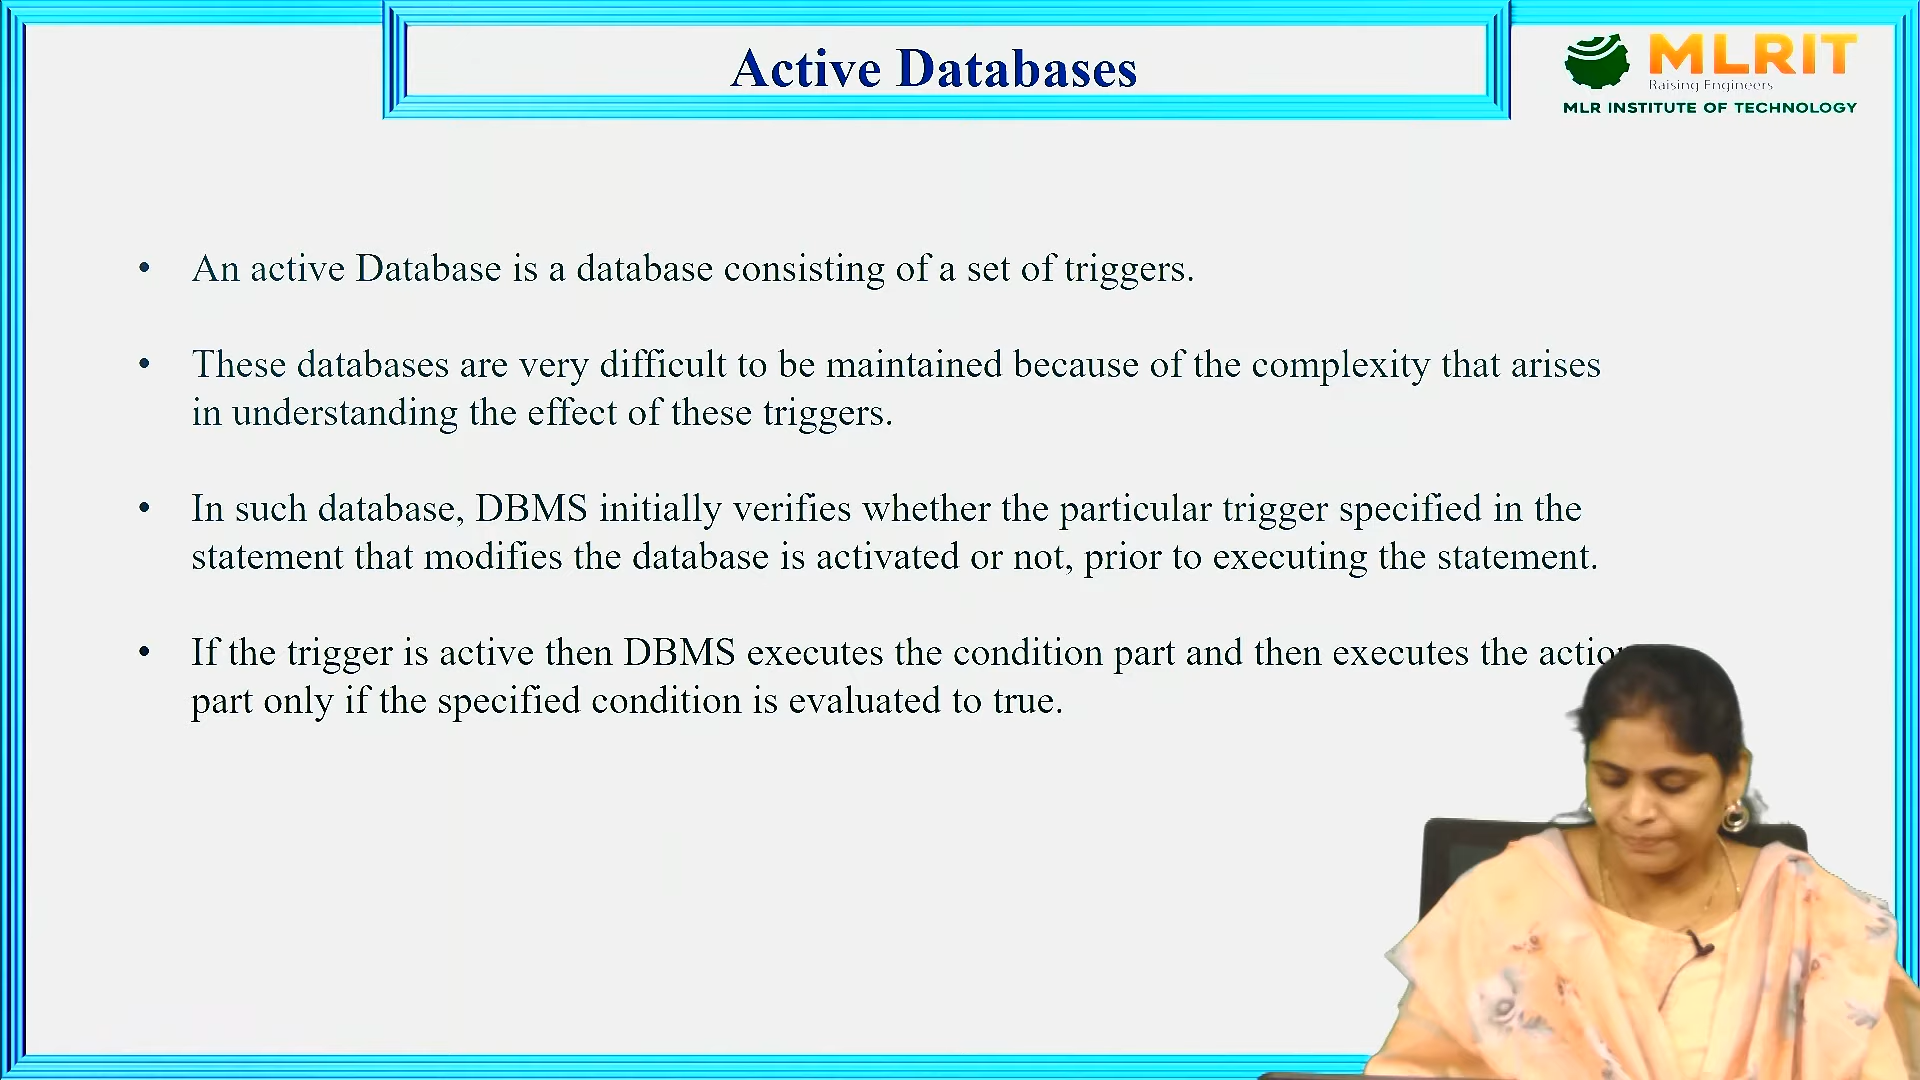 Active Databases
MLRIT
Raising Engineers
MLR INSTITUTE OF TECHNOLOGY
• An active Database is a database consisting of a set of triggers.
• These databases are very difficult to be maintained because of the complexity that arises
in understanding the effect of these triggers.
• In such database, DBMS initially verifies whether the particular trigger specified in the
statement that modifies the database is activated or not, prior to executing the statement.
• If the trigger is active then DBMS executes the condition part and then executes the
part only if the specified condition is evaluated to true.